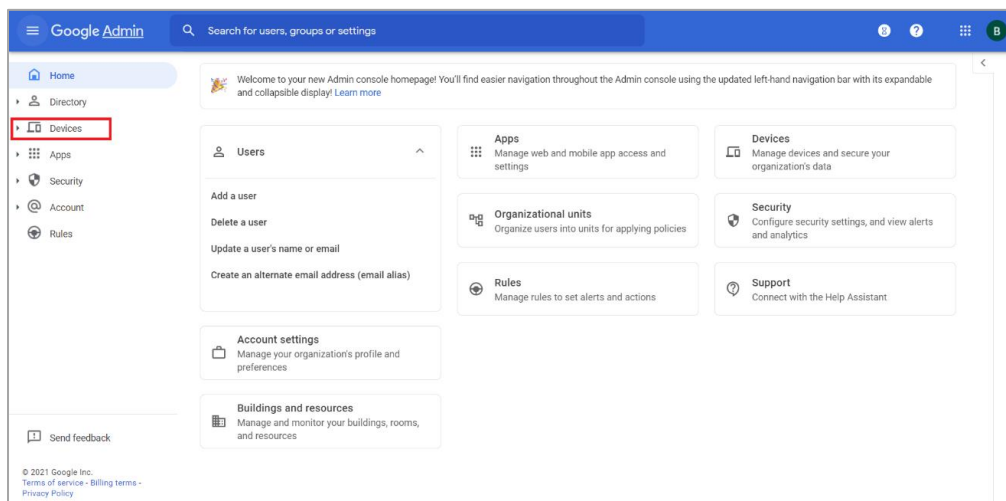 Google Admin
Search for users, groups or settings
8
?
B
Home
Directory
Devices
Apps
Security
Account
Rules
Send feedback
© 2021 Google Inc.
Terms of service - Billing terms -
Privacy Policy
Welcome to your new Admin console homepage! You'll find easier navigation throughout the Admin console using the updated left-hand navigation bar with its expandable
and collapsible display! Learn more
Users
Add a user
Delete a user
Update a user's name or email
Create an alternate email address (email alias)
Apps
Manage web and mobile app access and
settings
Devices
Manage devices and secure your
organization's data
Organizational units
Organize users into units for applying policies
Security
Configure security settings, and view alerts
and analytics
Rules
Manage rules to set alerts and actions
Support
Connect with the Help Assistant
Account settings
Manage your organization's profile and
preferences
Buildings and resources
Manage and monitor your buildings, rooms,
and resources